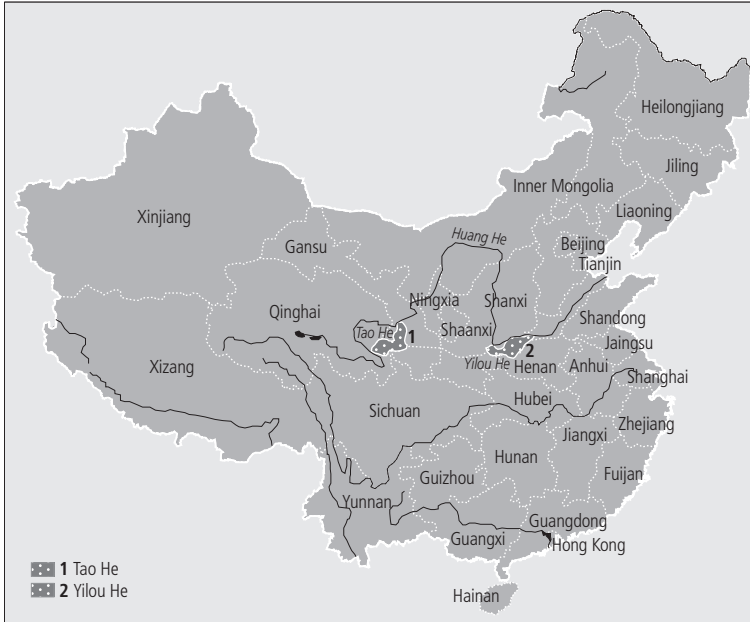 Heilongjiang
Jiling
Inner Mongolia
Liaoning
Xinjiang
Huang He
Beijing
Gansu
Tianjin
Ningxia
Shanxi
Qinghai
Shandong
Tao He
1
Shaanxi
Jaingsu
2
Yilou He
Henan
Anhui
Xizang
Shanghai
Hubei
Sichuan
Zhejiang
Jiangxi
Hunan
Guizhou
Fuijan
Yunnan
Guangdong
Guangxi
Hong Kong
1 Tao He
2 Yilou He
Hainan